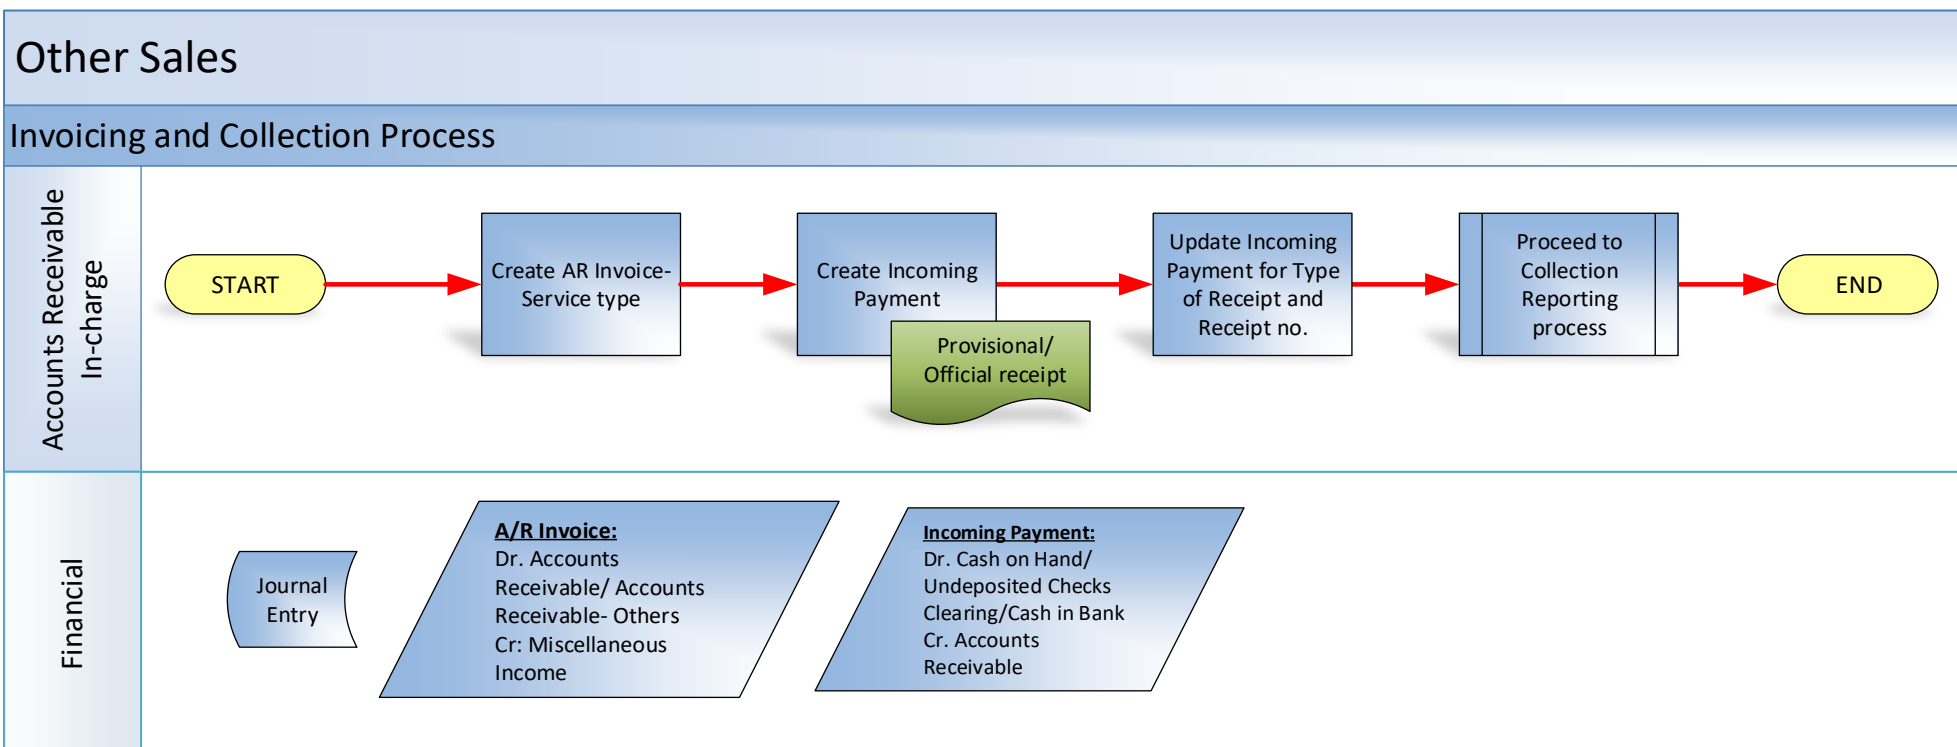 Other Sales
Invoicing and Collection Process
Accounts Receivable
In-charge
START
Create AR Invoice-
Service type
Create Incoming
Payment
Provisional/
Official receipt
Update Incoming
Payment for Type
of Receipt and
Receipt no.
Proceed to
Collection
Reporting
process
END
Financial
Journal
Entry
A/R Invoice:
Dr. Accounts
Receivable/ Accounts
Receivable- Others
Cr: Miscellaneous
Income
Incoming Payment:
Dr. Cash on Hand/
Undeposited Checks
Clearing/Cash in Bank
Cr. Accounts
Receivable